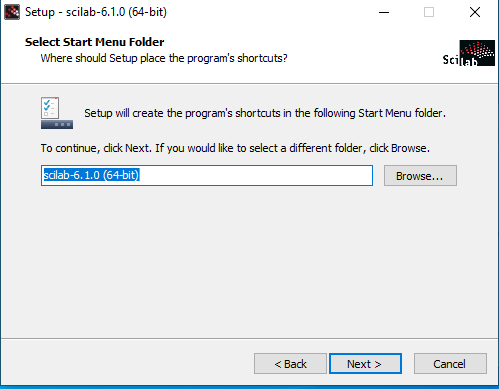 Setup - scilab-6.1.0 (64-bit)
Select Start Menu Folder
Where should Setup place the program's shortcuts?
Scilab
Setup will create the program's shortcuts in the following Start Menu folder.
To continue, click Next. If you would like to select a different folder, click Browse.
scilab-6.1.0 (64-bit)
Browse...
< Back
Next >
Cancel